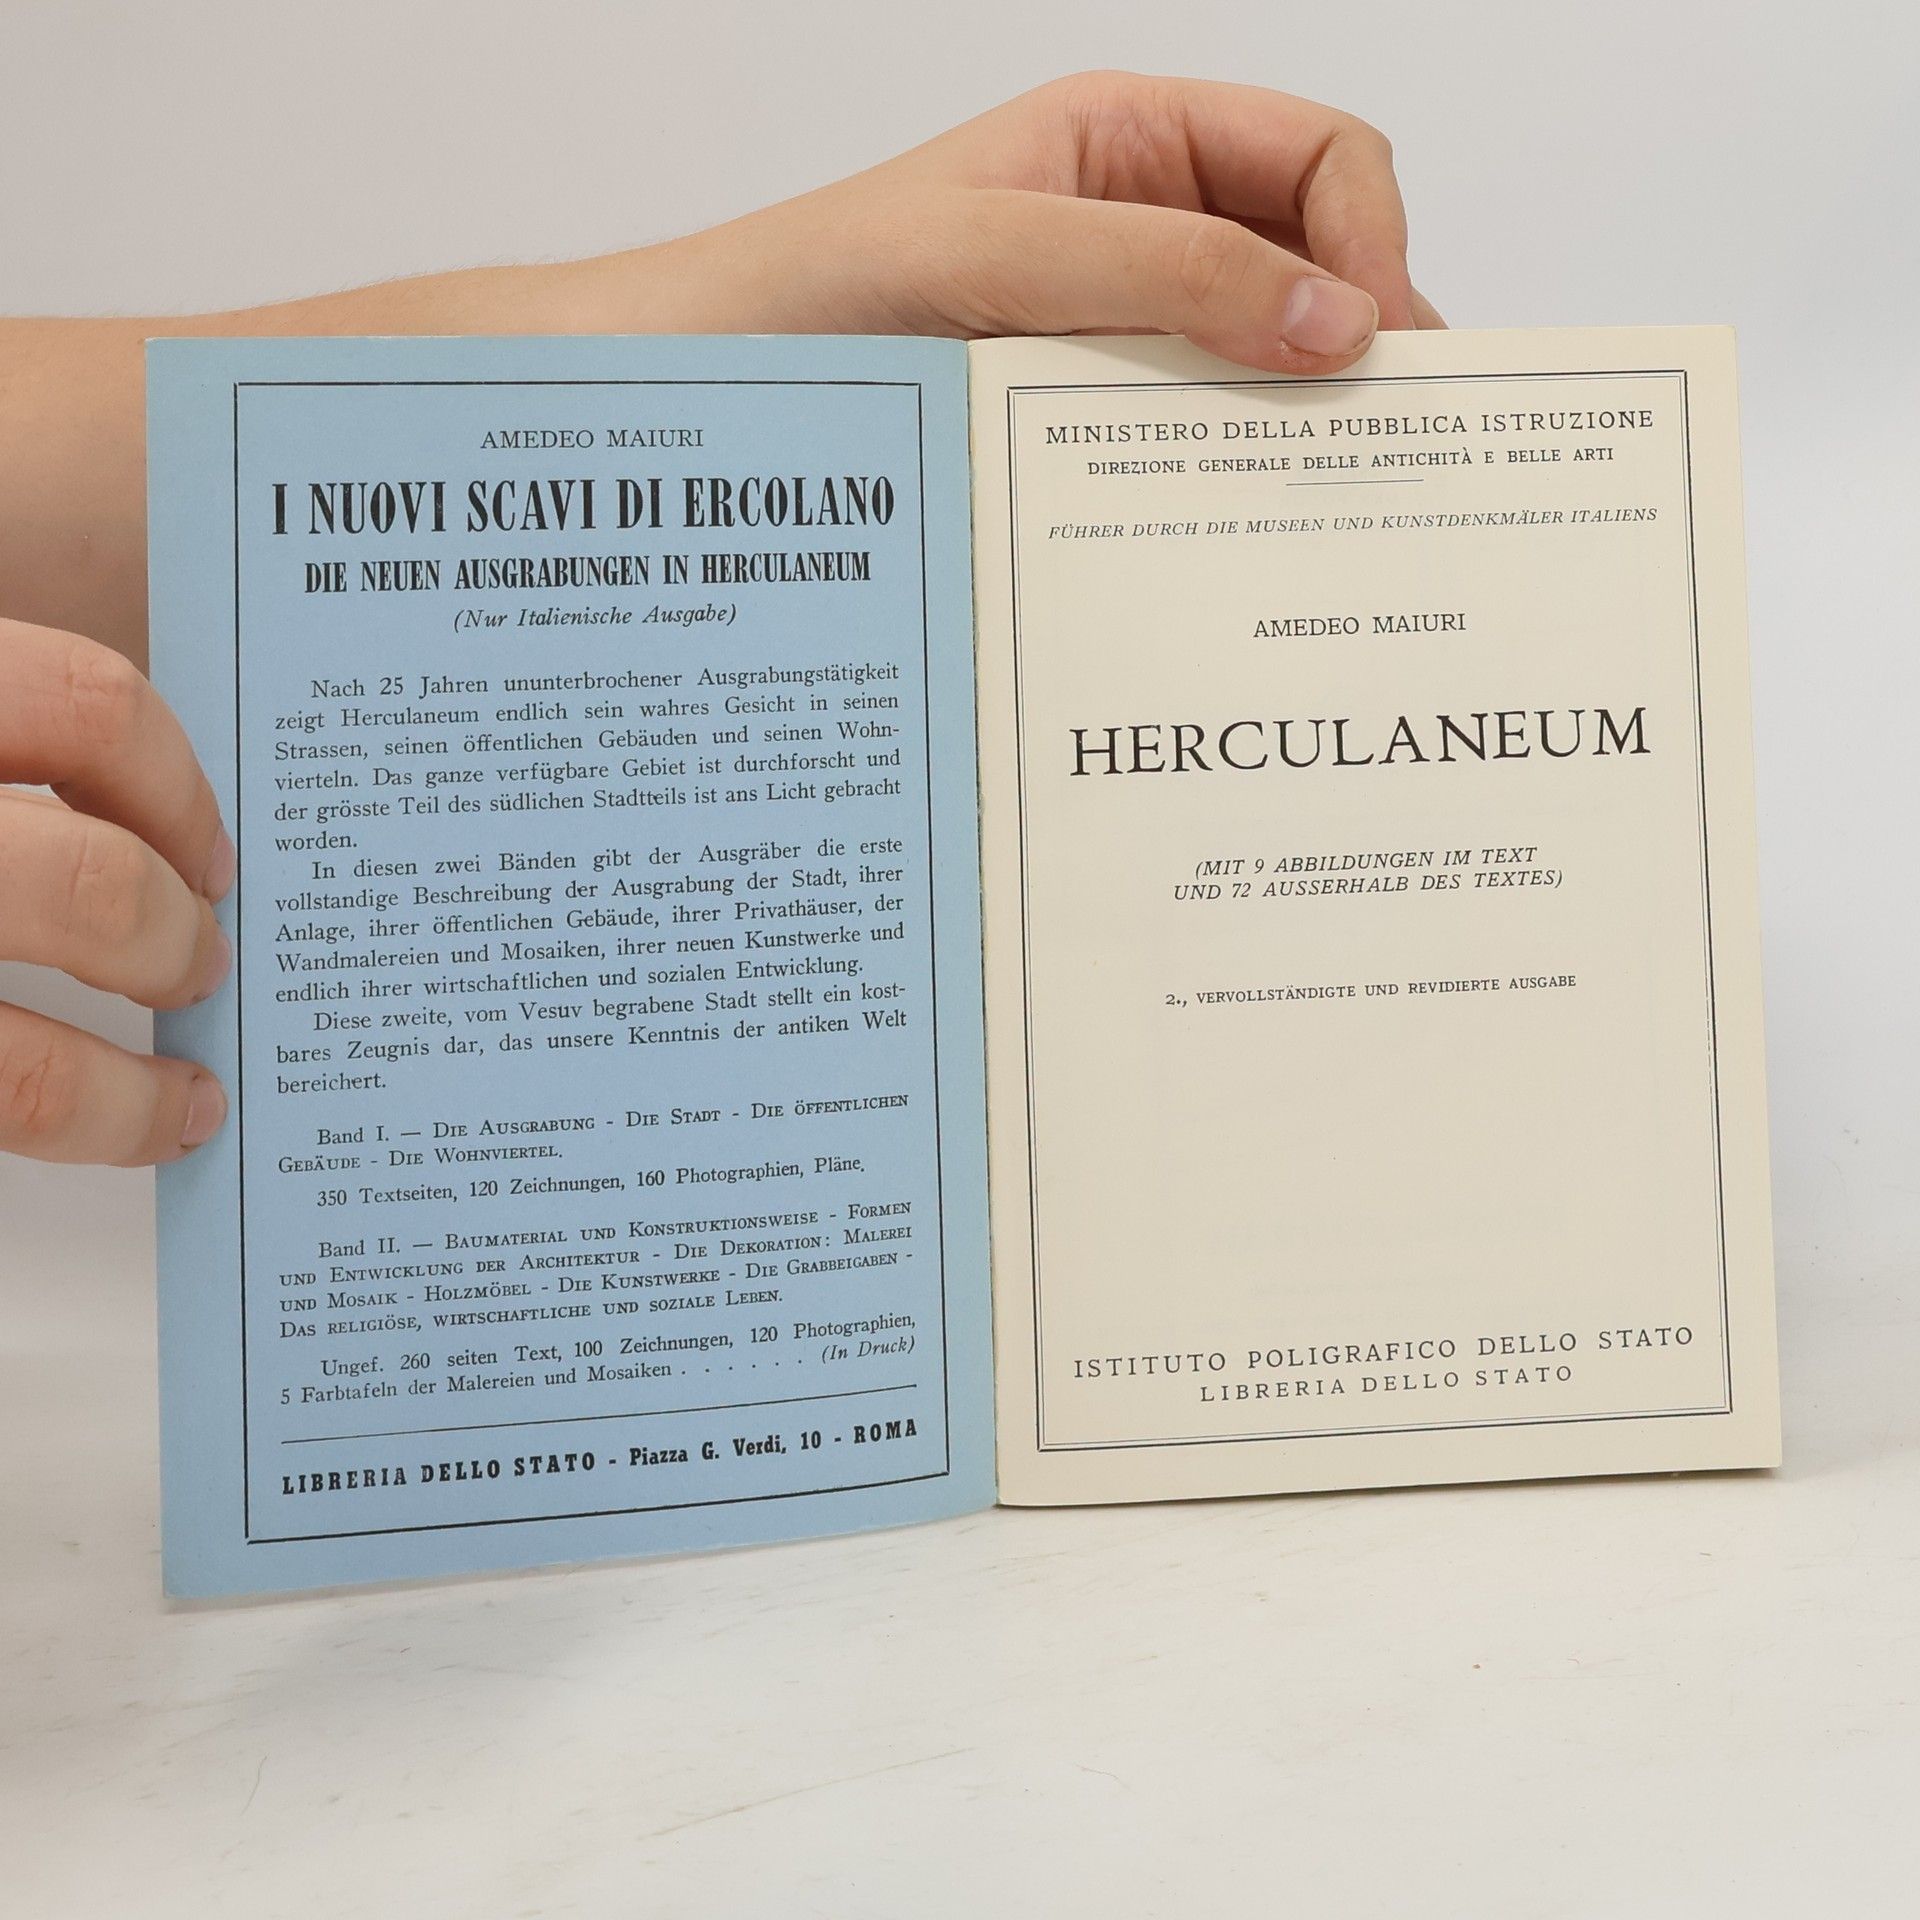 AMEDEO MAIURI
I NUOVI SCAVI DI ERCOLANO
DIE NEUEN AUSGRABUNGEN IN HERCULANEUM
(Nur Italienische Ausgabe)
Nach 25 Jahren ununterbrochener Ausgrabungstätigkeit
zeigt Herculaneum endlich sein wahres Gesicht in seinen
Strassen, seinen öffentlichen Gebäuden und seinen Wohn-
vierteln. Das ganze verfügbare Gebiet ist durchforscht und
der grösste Teil des südlichen Stadtteils ist ans Licht gebracht
worden.
In diesen zwei Bänden gibt der Ausgräber die erste
vollstandige Beschreibung der Ausgrabung der Stadt, ihrer
Anlage, ihrer öffentlichen Gebäude, ihrer Privathäuser, der
Wandmalereien und Mosaiken, ihrer neuen Kunstwerke und
endlich ihrer wirtschaftlichen und sozialen Entwicklung.
Diese zweite, vom Vesuv begrabene Stadt stellt ein kost-
bares Zeugnis dar, das unsere Kenntnis der antiken Welt
bereichert.
Band I. — DIE AUSGRABUNG - DIE STADT - DIE ÖFFENTLICHEN
GEBÄUDE - DIE WOHNVIERTEL.
350 Textseiten, 120 Zeichnungen, 160 Photographien, Pläne.
Band II. — BAUMATERIAL UND KONSTRUKTIONSWEISE - FORMEN
UND ENTWICKLUNG DER ARCHITEKTUR - DIE DEKORATION: MALEREI
UND MOSAIK - HOLZMÖBEL - DIE KUNSTWERKE - DIE GRABBEIGABEN -
DAS RELIGIÖSE, WIRTSCHAFTLICHE UND SOZIALE LEBEN.
Ungef. 260 seiten Text, 100 Zeichnungen, 120 Photographien,
5 Farbtafeln der Malereien und Mosaiken . . . . . . (In Druck)
LIBRERIA DELLO STATO - Piazza G. Verdi, 10 - ROMA
MINISTERO DELLA PUBBLICA ISTRUZIONE
DIREZIONE GENERALE DELLE ANTICHITÀ E BELLE ARTI
FÜHRER DURCH DIE MUSEEN UND KUNSTDENKMÄLER ITALIENS
AMEDEO MAIURI
HERCULANEUM
(MIT 9 ABBILDUNGEN IM TEXT
UND 72 AUSSERHALB DES TEXTES)
2., VERVOLLSTÄNDIGTE UND REVIDIERTE AUSGABE
ISTITUTO POLIGRAFICO DELLO STATO
LIBRERIA DELLO STATO